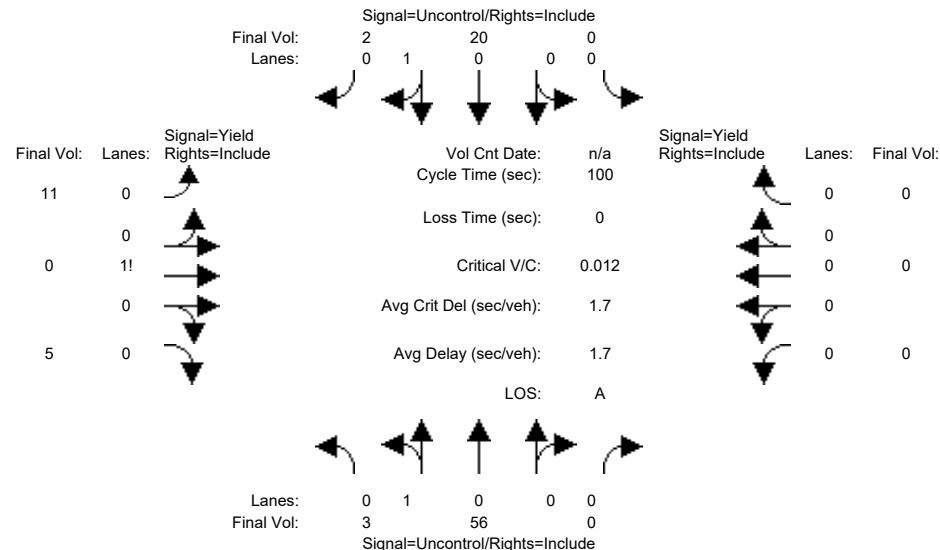 Signal=Uncontrol/Rights=Include
Final Vol: 2 20 0
Lanes: 0 1 0 0 0
Signal=Yield Signal=Yield
Final Vol: Lanes: Rights=Include Vol Cnt Date: n/a Rights=Include Lanes: Final Vol:
Cycle Time (sec): 100
11 0 0 0
Loss Time (sec): 0
0 0
0 1! Critical V/C: 0.012 0 0
0 Avg Crit Del (sec/veh): 1.7 0
5 0 Avg Delay (sec/veh): 1.7 0 0
LOS: A
Lanes: 0 1 0 0 0
Final Vol: 3 56 0
Signal=Uncontrol/Rights=Include